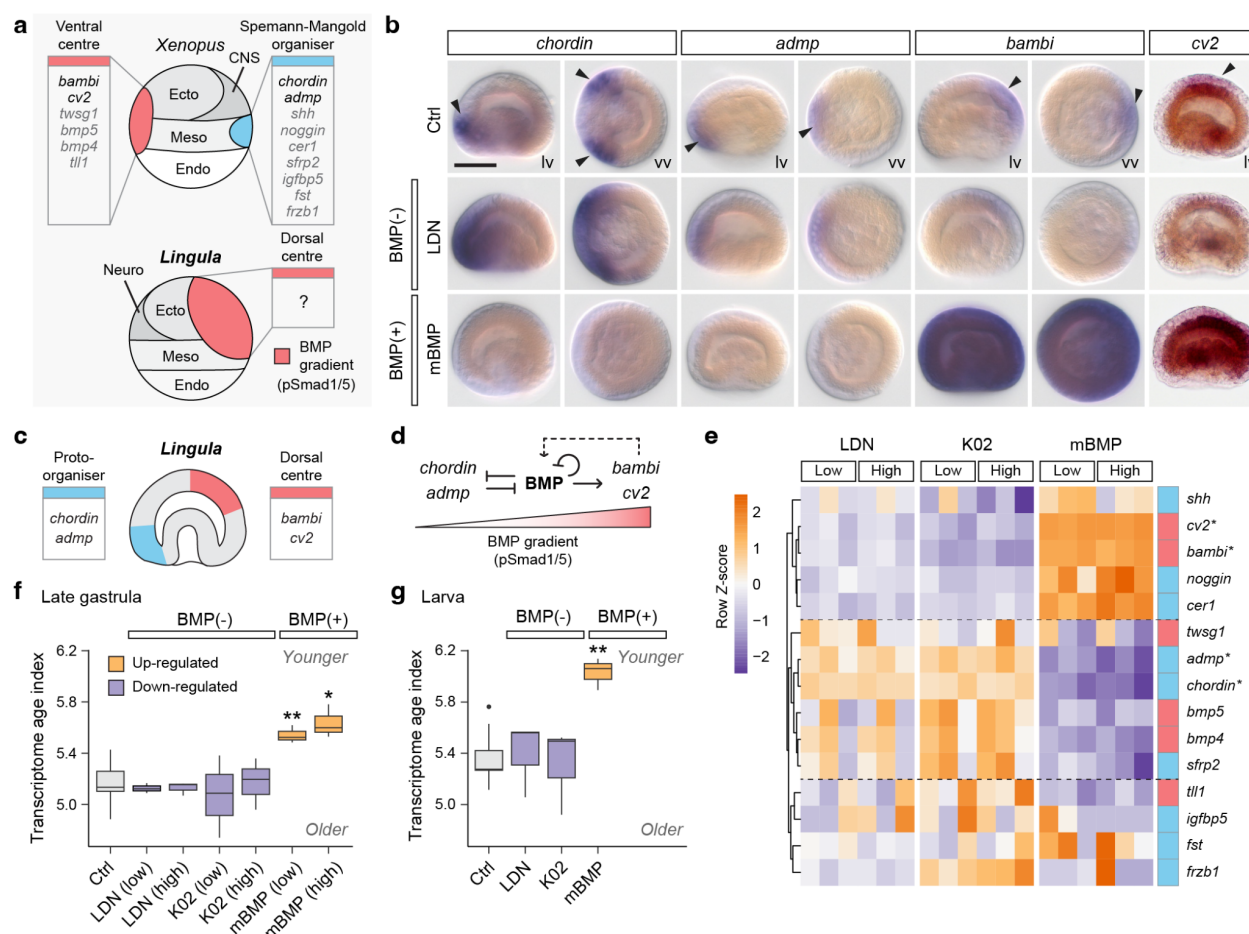 a
Ventral
centre
bambi
cv2
twsg1
bmp5
bmp4
tll1
Xenopus
CNS
Ecto
Meso
Endo
Spemann-Mangold
organiser
chordin
admp
shh
noggin
cer1
sfrp2
igfbp5
fst
frzb1
Lingula
Neuro
Ecto
Meso
Endo
Dorsal
centre
?
BMP
gradient
(pSmad1/5)
b
chordin admp bambi cv2
Ctrl
lv vv lv vv lv vv lv
BMP(-)
LDN
BMP(+)
mBMP
c
Lingula
Proto-
organiser
chordin
admp
Dorsal
centre
bambi
cv2
d
chordin
admp
BMP
bambi
cv2
BMP gradient
(pSmad1/5)
e
LDN K02 mBMP
Low High Low High Low High
Row Z-score
2
1
0
−1
−2
shh
cv2*
bambi*
noggin
cer1
twsg1
admp*
chordin*
bmp5
bmp4
sfrp2
tll1
igfbp5
fst
frzb1
f Late gastrula
BMP(-) BMP(+)
Up-regulated
Down-regulated
Younger
Older
** *
Transcriptome age index
6.2
5.8
5.4
5.0
Ctrl
LDN (low)
LDN (high)
K02 (low)
K02 (high)
mBMP (low)
mBMP (high)
g Larva
BMP(-) BMP(+)
** Younger
Older
Transcriptome age index
6.2
5.8
5.4
5.0
Ctrl
LDN
K02
mBMP